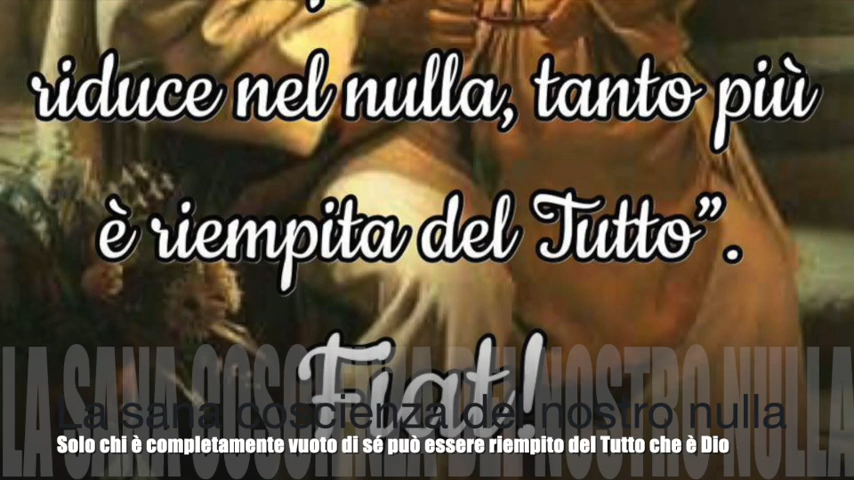 riduce nel nulla, tanto più
è riempita del Tutto”.
Fiat!
LA SANA COSCIENZA DEL NOSTRO NULLA
La sana coscienza del nostro nulla
Solo chi è completamente vuoto di sé può essere riempito del Tutto che è Dio